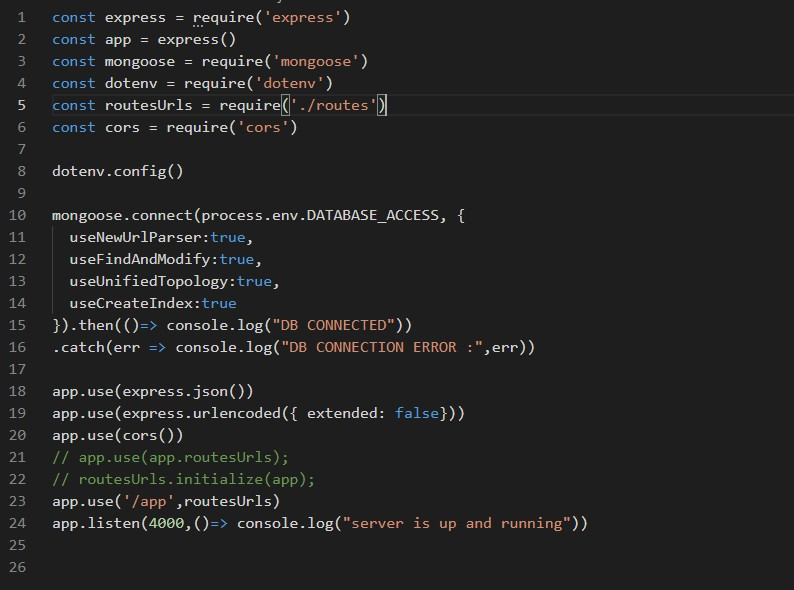 1 const express = require('express')
2 const app = express()
3 const mongoose = require('mongoose')
4 const dotenv = require('dotenv')
5 const routesUrls = require('./routes')
6 const cors = require('cors')
7
8 dotenv.config()
9
10 mongoose.connect(process.env.DATABASE_ACCESS, {
11   useNewUrlParser:true,
12   useFindAndModify:true,
13   useUnifiedTopology:true,
14   useCreateIndex:true
15 }).then(()=> console.log("DB CONNECTED"))
16 .catch(err => console.log("DB CONNECTION ERROR :",err))
17
18 app.use(express.json())
19 app.use(express.urlencoded({ extended: false}))
20 app.use(cors())
21 // app.use(app.routesUrls);
22 // routesUrls.initialize(app);
23 app.use('/app',routesUrls)
24 app.listen(4000,()=> console.log("server is up and running"))
25
26